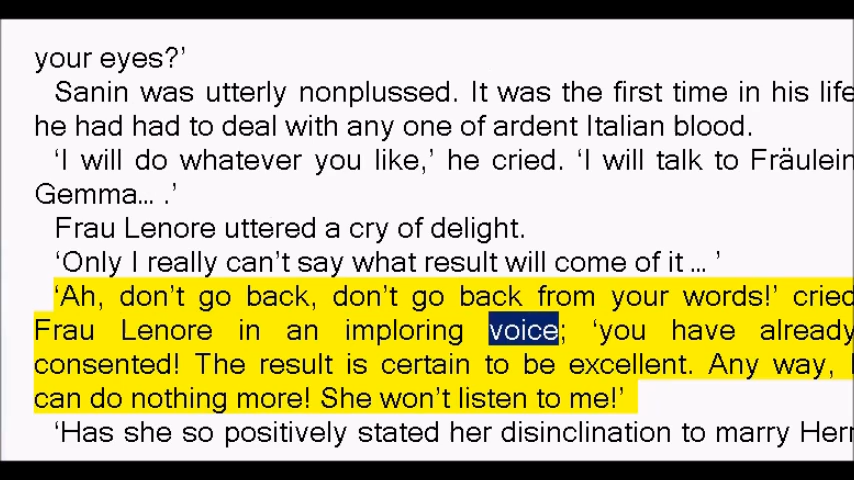 your eyes?’
Sanin was utterly nonplussed. It was the first time in his life
he had had to deal with any one of ardent Italian blood.
‘I will do whatever you like,’ he cried. ‘I will talk to Fräulein
Gemma... .’
Frau Lenore uttered a cry of delight.
‘Only I really can’t say what result will come of it ... ’
‘Ah, don’t go back, don’t go back from your words!’ cried
Frau Lenore in an imploring voice; ‘you have already
consented! The result is certain to be excellent. Any way, I
can do nothing more! She won’t listen to me!’
‘Has she so positively stated her disinclination to marry Herr